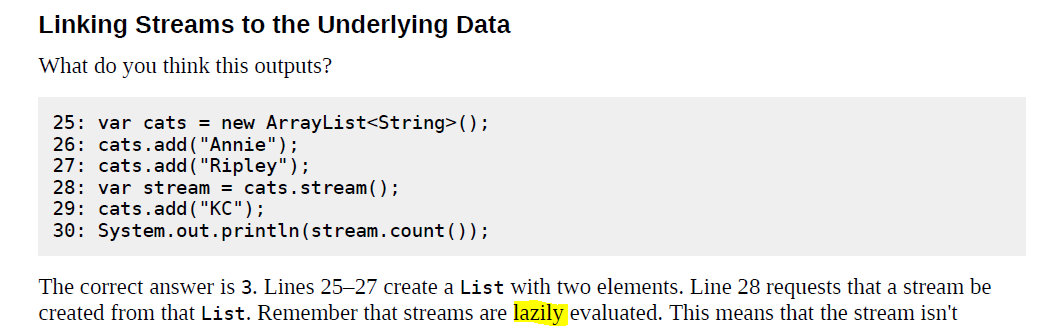 Linking Streams to the Underlying Data
What do you think this outputs?
25: var cats = new ArrayList<String>();
26: cats.add("Annie");
27: cats.add("Ripley");
28: var stream = cats.stream();
29: cats.add("KC");
30: System.out.println(stream.count());
The correct answer is 3. Lines 25–27 create a List with two elements. Line 28 requests that a stream be
created from that List. Remember that streams are lazily evaluated. This means that the stream isn't